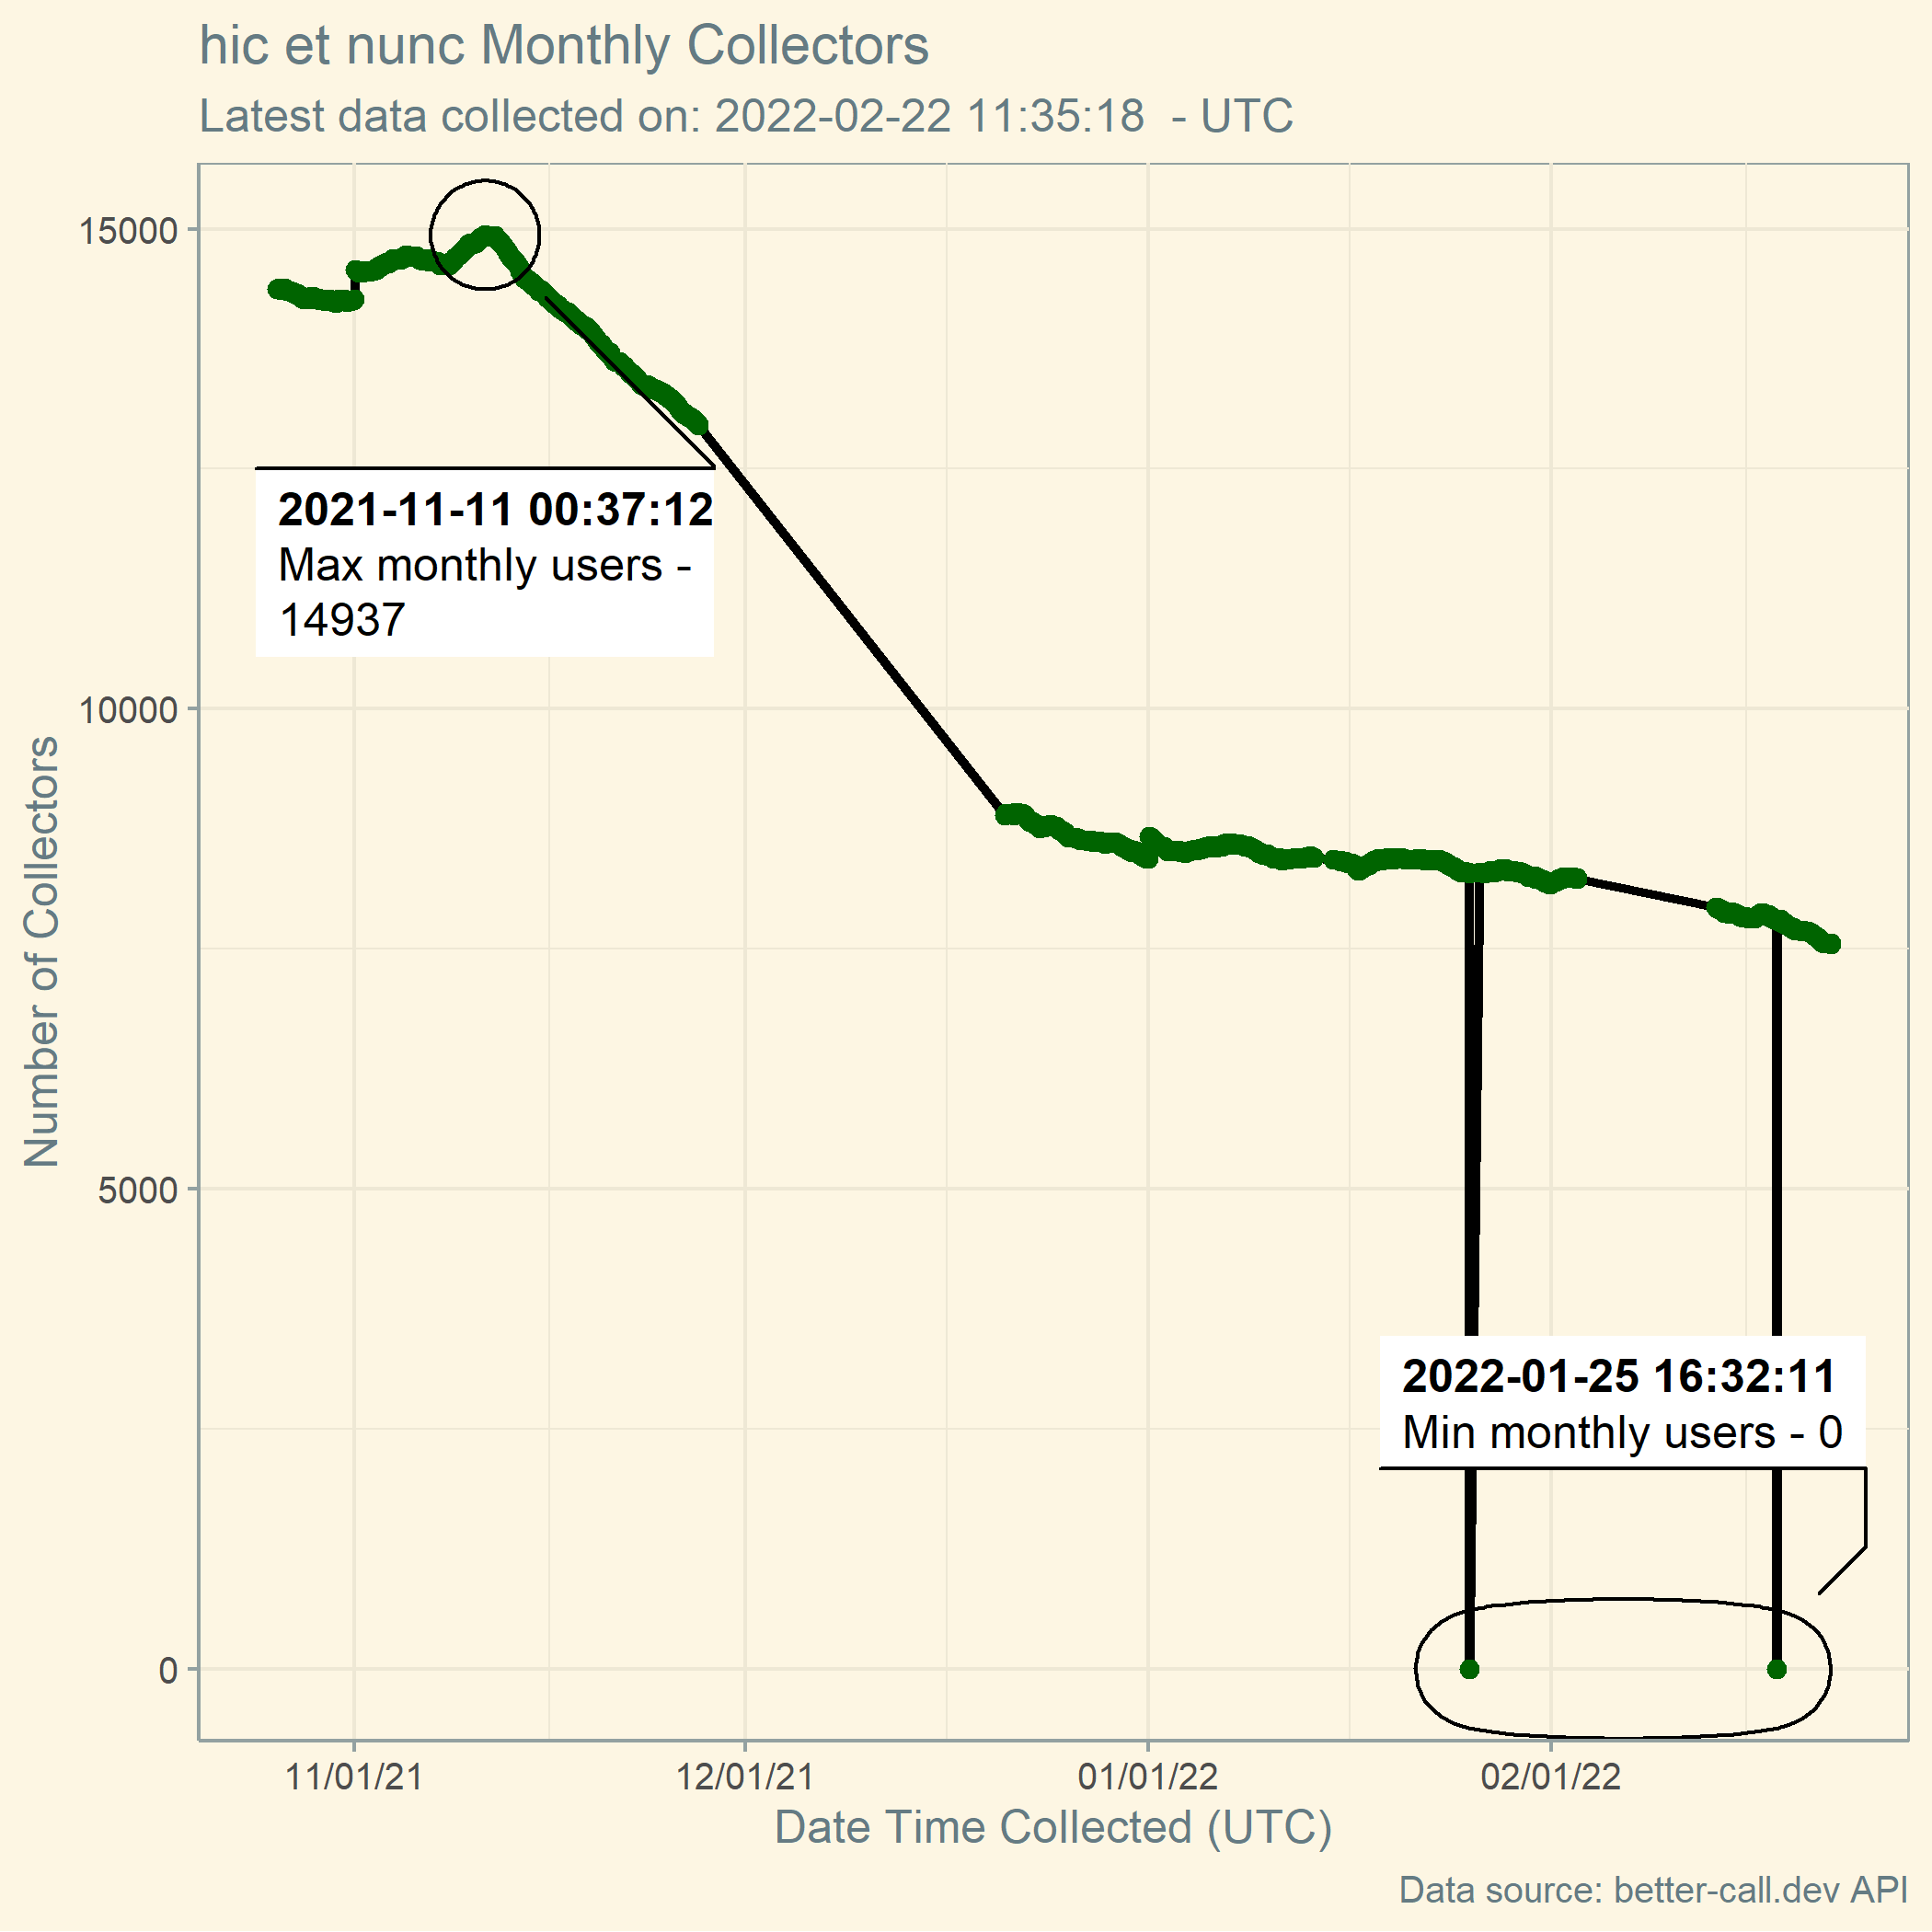 hic et nunc Monthly Collectors
Latest data collected on: 2022-02-22 11:35:18  - UTC
Number of Collectors
15000
10000
5000
0
2021-11-11 00:37:12
Max monthly users -
14937
2022-01-25 16:32:11
Min monthly users - 0
11/01/21
12/01/21
01/01/22
02/01/22
Date Time Collected (UTC)
Data source: better-call.dev API